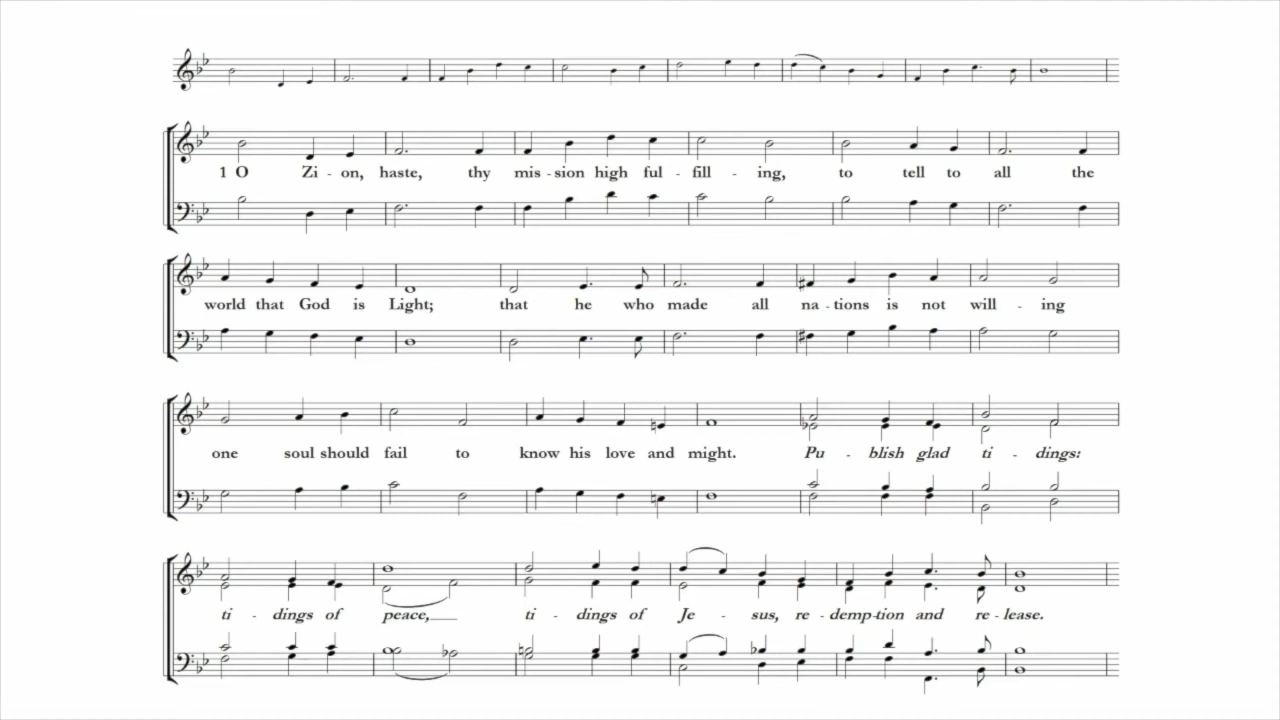 1 O Zi - on, haste, thy mis - sion high ful - fill - ing, to tell to all the
world that God is Light; that he who made all na - tions is not will - ing
one soul should fail to know his love and might. Pu - blish glad ti - dings:
ti - dings of peace, ti - dings of Je - sus, re - demp - tion and re - lease.